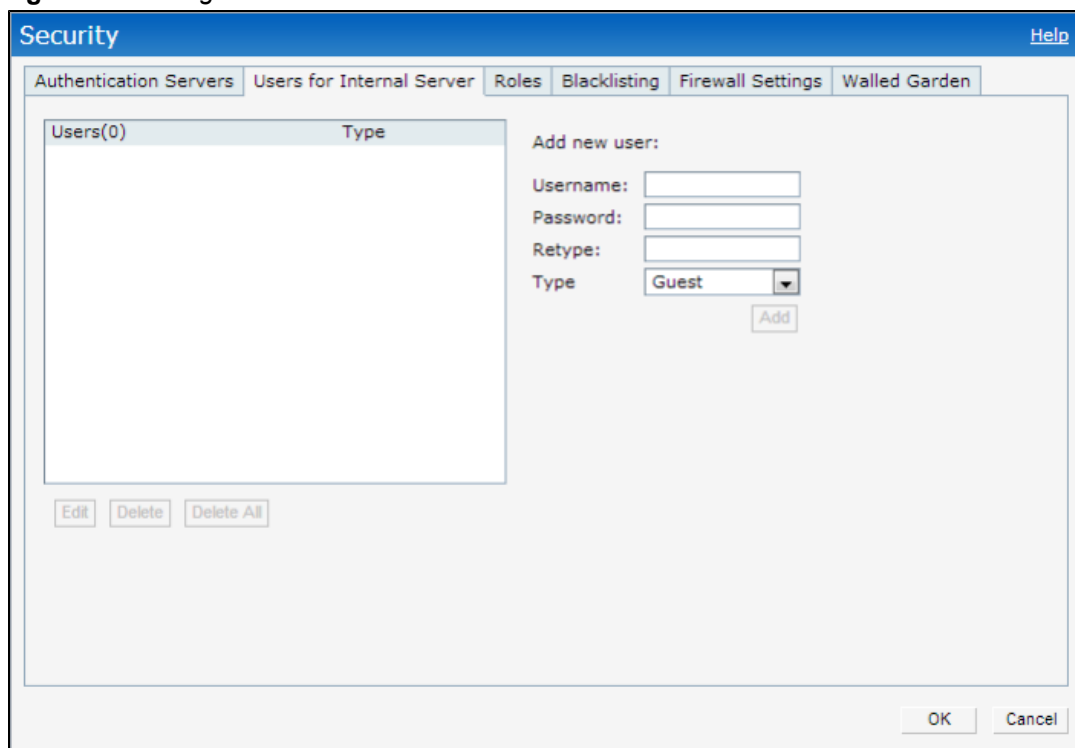 Security Help
Authentication Servers Users for Internal Server Roles Blacklisting Firewall Settings Walled Garden
Users(0) Type
Add new user:
Username:
Password:
Retype:
Type Guest
Add
Edit Delete Delete All
OK Cancel